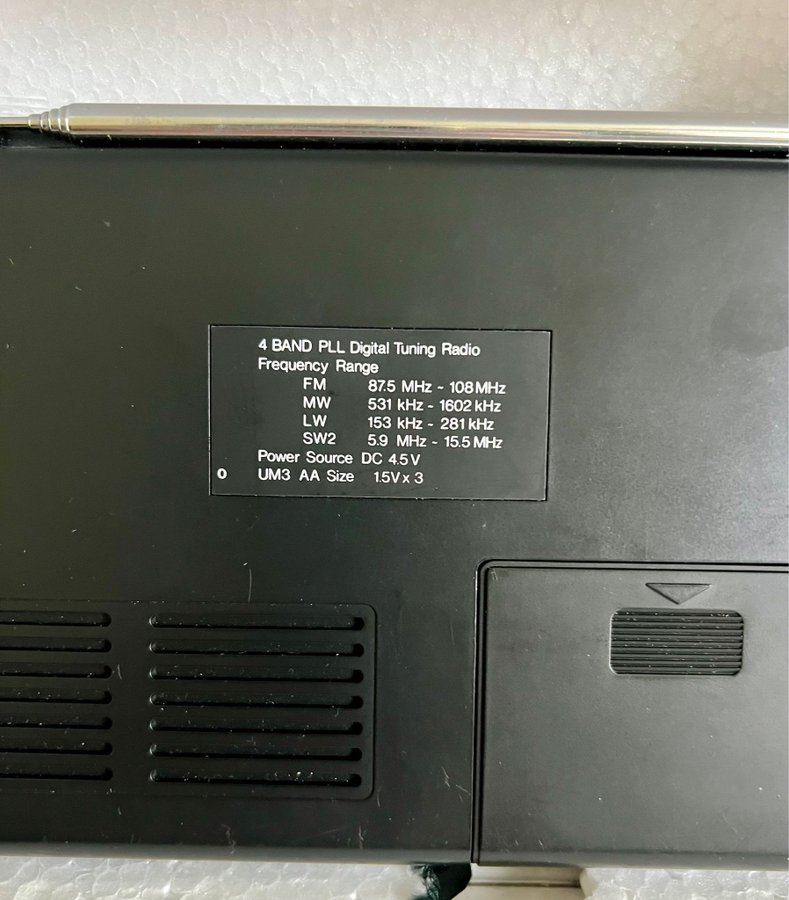 4 BAND PLL Digital Tuning Radio
Frequency Range
FM 87.5 MHz ~ 108 MHz
MW 531 kHz ~ 1602 kHz
LW 153 kHz ~ 281 kHz
SW2 5.9 MHz ~ 15.5 MHz
Power Source DC 4.5V
0 UM3 AA Size 1.5V x 3